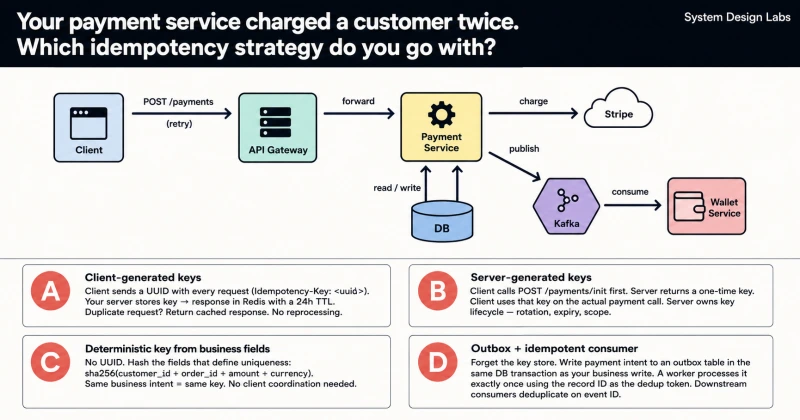 Your payment service charged a customer twice.
Which idempotency strategy do you go with?
System Design Labs
POST /payments
(retry)
forward
charge
Client
API Gateway
Payment
Service
Stripe
publish
read / write
DB
Kafka
consume
Wallet
Service
A
Client-generated keys
Client sends a UUID with every request (Idempotency-Key: <uuid>).
Your server stores key → response in Redis with a 24h TTL.
Duplicate request? Return cached response. No reprocessing.
B
Server-generated keys
Client calls POST /payments/init first. Server returns a one-time key.
Client uses that key on the actual payment call. Server owns key
lifecycle — rotation, expiry, scope.
C
Deterministic key from business fields
No UUID. Hash the fields that define uniqueness:
sha256(customer_id + order_id + amount + currency).
Same business intent = same key. No client coordination needed.
D
Outbox + idempotent consumer
Forget the key store. Write payment intent to an outbox table in the
same DB transaction as your business write. A worker processes it
exactly once using the record ID as the dedup token. Downstream
consumers deduplicate on event ID.